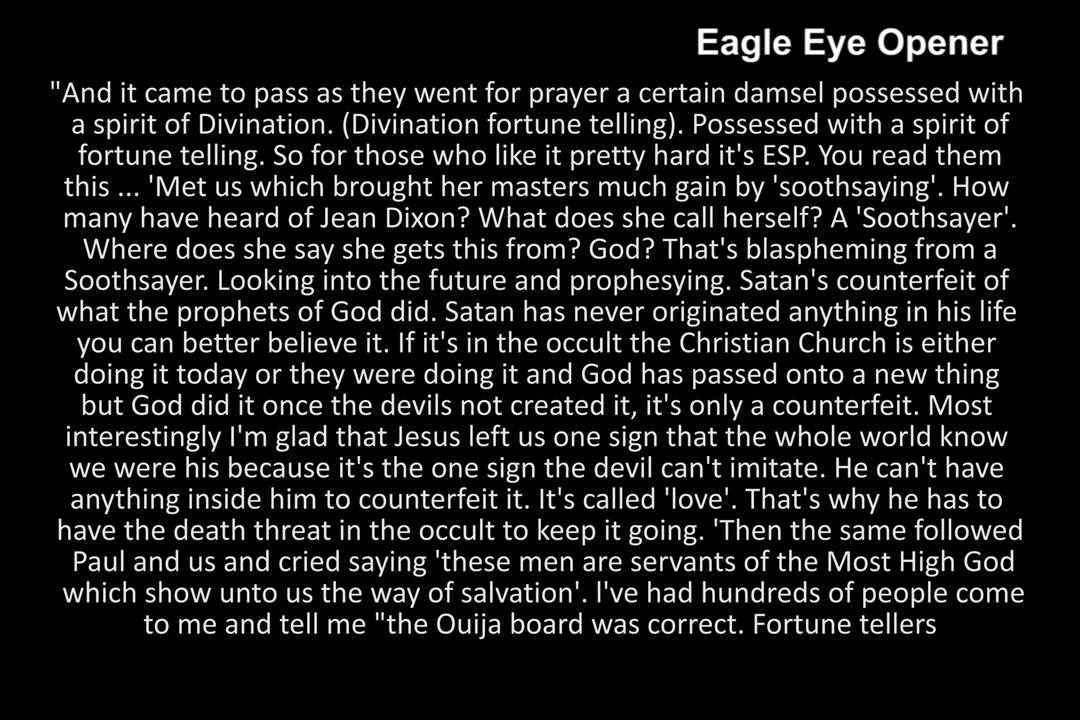 Eagle Eye Opener
"And it came to pass as they went for prayer a certain damsel possessed with
a spirit of Divination. (Divination fortune telling). Possessed with a spirit of
fortune telling. So for those who like it pretty hard it's ESP. You read them
this ... 'Met us which brought her masters much gain by 'soothsaying'. How
many have heard of Jean Dixon? What does she call herself? A 'Soothsayer'.
Where does she say she gets this from? God? That's blaspheming from a
Soothsayer. Looking into the future and prophesying. Satan's counterfeit of
what the prophets of God did. Satan has never originated anything in his life
you can better believe it. If it's in the occult the Christian Church is either
doing it today or they were doing it and God has passed onto a new thing
but God did it once the devils not created it, it's only a counterfeit. Most
interestingly I'm glad that Jesus left us one sign that the whole world know
we were his because it's the one sign the devil can't imitate. He can't have
anything inside him to counterfeit it. It's called 'love'. That's why he has to
have the death threat in the occult to keep it going. 'Then the same followed
Paul and us and cried saying 'these men are servants of the Most High God
which show unto us the way of salvation'. l've had hundreds of people come
to me and tell me "the Ouija board was correct. Fortune tellers